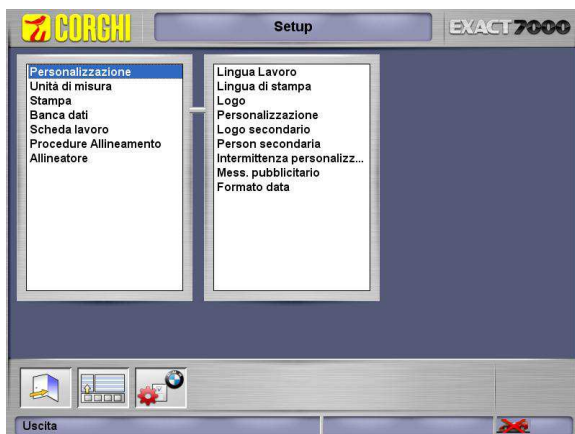 CORGHI
Setup
EXACT 7000
Personalizzazione
Unità di misura
Stampa
Banca dati
Scheda lavoro
Procedure Allineamento
Allineatore
Lingua Lavoro
Lingua di stampa
Logo
Personalizzazione
Logo secondario
Person secondaria
Intermittenza personalizz...
Mess. pubblicitario
Formato data
Uscita